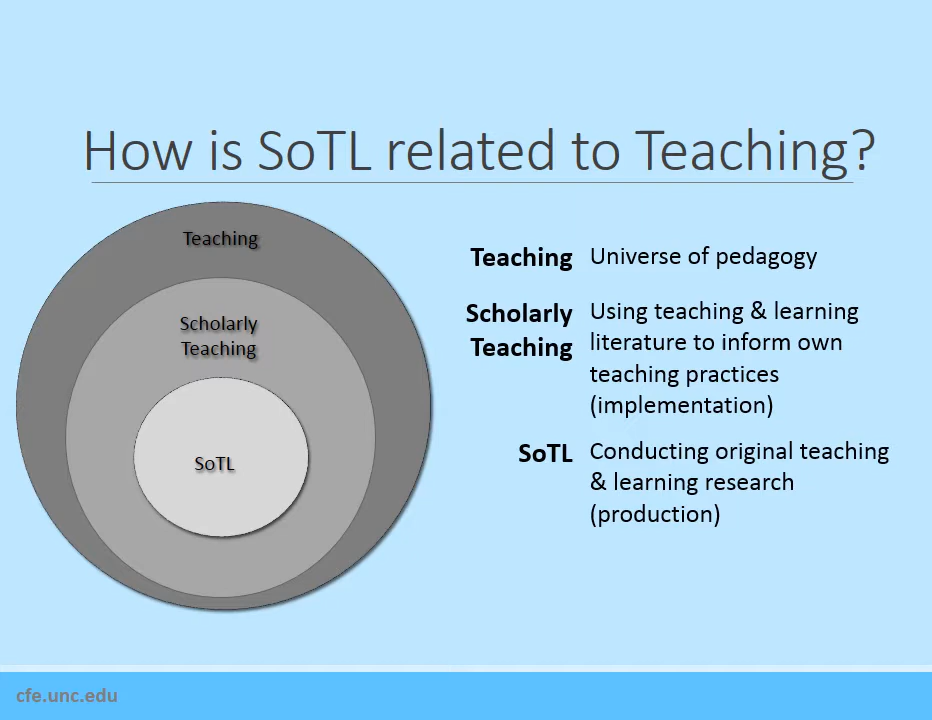 How is SoTL related to Teaching?
Teaching
Scholarly
Teaching
SoTL
Teaching Universe of pedagogy
Scholarly Using teaching & learning
Teaching literature to inform own
teaching practices
(implementation)
SoTL Conducting original teaching
& learning research
(production)
cfe.unc.edu